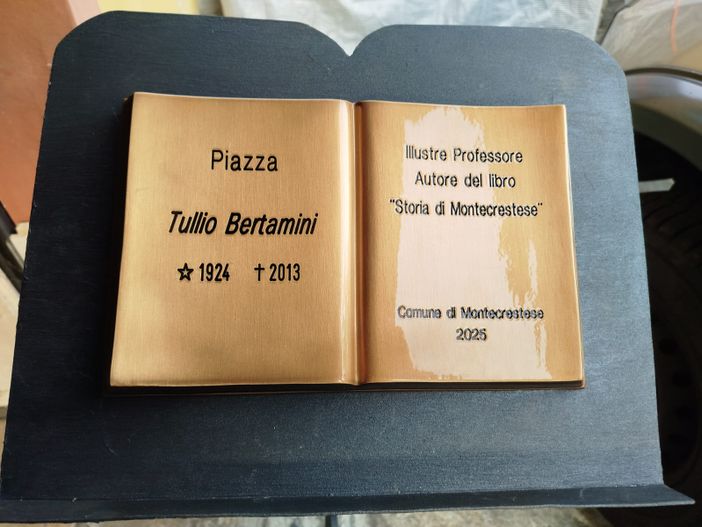 Piazza
Tullio Bertamini
☆ 1924 † 2013
Illustre Professore
Autore del libro
"Storia di Montecrestese"
Comune di Montecrestese
2025